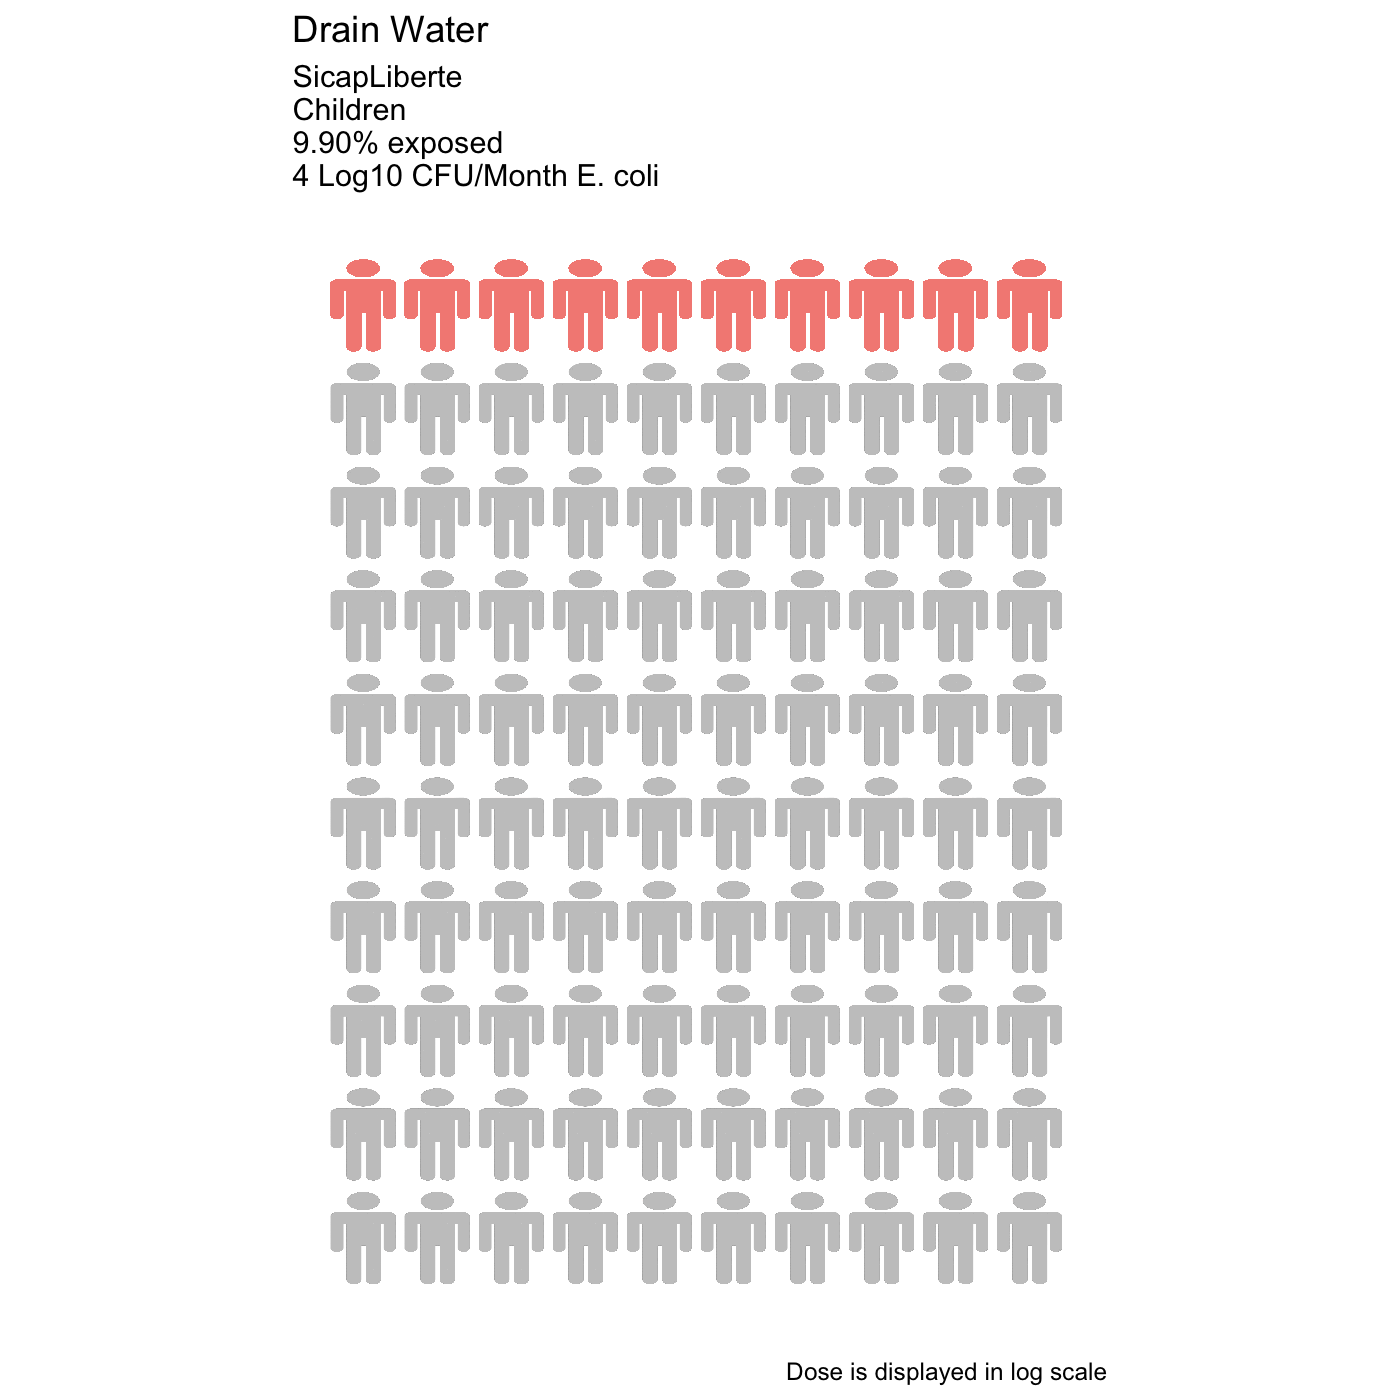 Drain Water
SicapLiberte
Children
9.90% exposed
4 Log10 CFU/Month E. coli
Dose is displayed in log scale